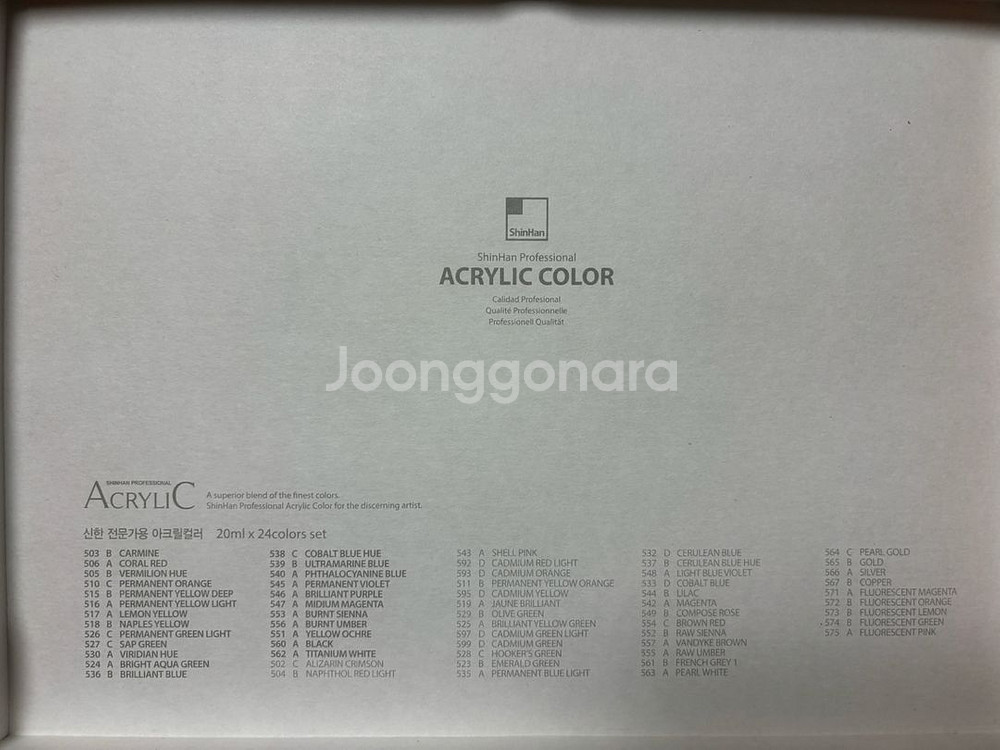 ShinHan
ShinHan Professional
ACRYLIC COLOR
Calidad Profesional
Qualité Professionnelle
Professionell Qualität
Joonggonara
SHINHAN PROFESSIONAL
ACRYLIC
A superior blend of the finest colors.
ShinHan Professional Acrylic Color for the discerning artist.
신한 전문가용 아크릴컬러 20ml x 24colors set
503 B CARMINE
506 A CORAL RED
505 B VERMILION HUE
510 C PERMANENT ORANGE
515 B PERMANENT YELLOW DEEP
516 A PERMANENT YELLOW LIGHT
517 A LEMON YELLOW
518 B NAPLES YELLOW
526 C PERMANENT GREEN LIGHT
527 C SAP GREEN
530 A VIRIDIAN HUE
524 A BRIGHT AQUA GREEN
536 B BRILLIANT BLUE
538 C COBALT BLUE HUE
539 B ULTRAMARINE BLUE
540 A PHTHALOCYANINE BLUE
545 A PERMANENT VIOLET
546 A BRILLIANT PURPLE
547 A MIDIUM MAGENTA
553 A BURNT SIENNA
556 A BURNT UMBER
551 A YELLOW OCHRE
560 A BLACK
562 A TITANIUM WHITE
502 C ALIZARIN CRIMSON
504 B NAPHTHOL RED LIGHT
543 A SHELL PINK
592 D CADMIUM RED LIGHT
593 D CADMIUM ORANGE
511 B PERMANENT YELLOW ORANGE
595 D CADMIUM YELLOW
519 A JAUNE BRILLIANT
529 B OLIVE GREEN
525 A BRILLIANT YELLOW GREEN
597 D CADMIUM GREEN LIGHT
599 D CADMIUM GREEN
528 C HOOKER'S GREEN
523 B EMERALD GREEN
535 A PERMANENT BLUE LIGHT
532 D CERULEAN BLUE
537 B CERULEAN BLUE HUE
548 A LIGHT BLUE VIOLET
533 D COBALT BLUE
544 B LILAC
542 A MAGENTA
549 B COMPOSE ROSE
554 C BROWN RED
552 B RAW SIENNA
557 A VANDYKE BROWN
555 A RAW UMBER
561 B FRENCH GREY 1
563 A PEARL WHITE
564 C PEARL GOLD
565 B GOLD
566 A SILVER
567 B COPPER
571 A FLUORESCENT MAGENTA
572 B FLUORESCENT ORANGE
573 B FLUORESCENT LEMON
574 B FLUORESCENT GREEN
575 A FLUORESCENT PINK